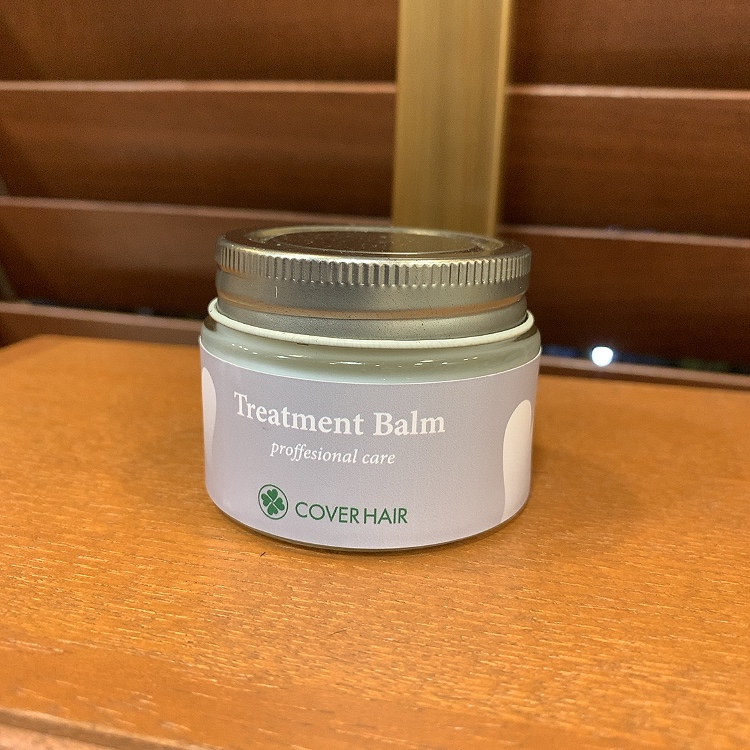 Treatment Balm
proffesional care
COVER HAIR